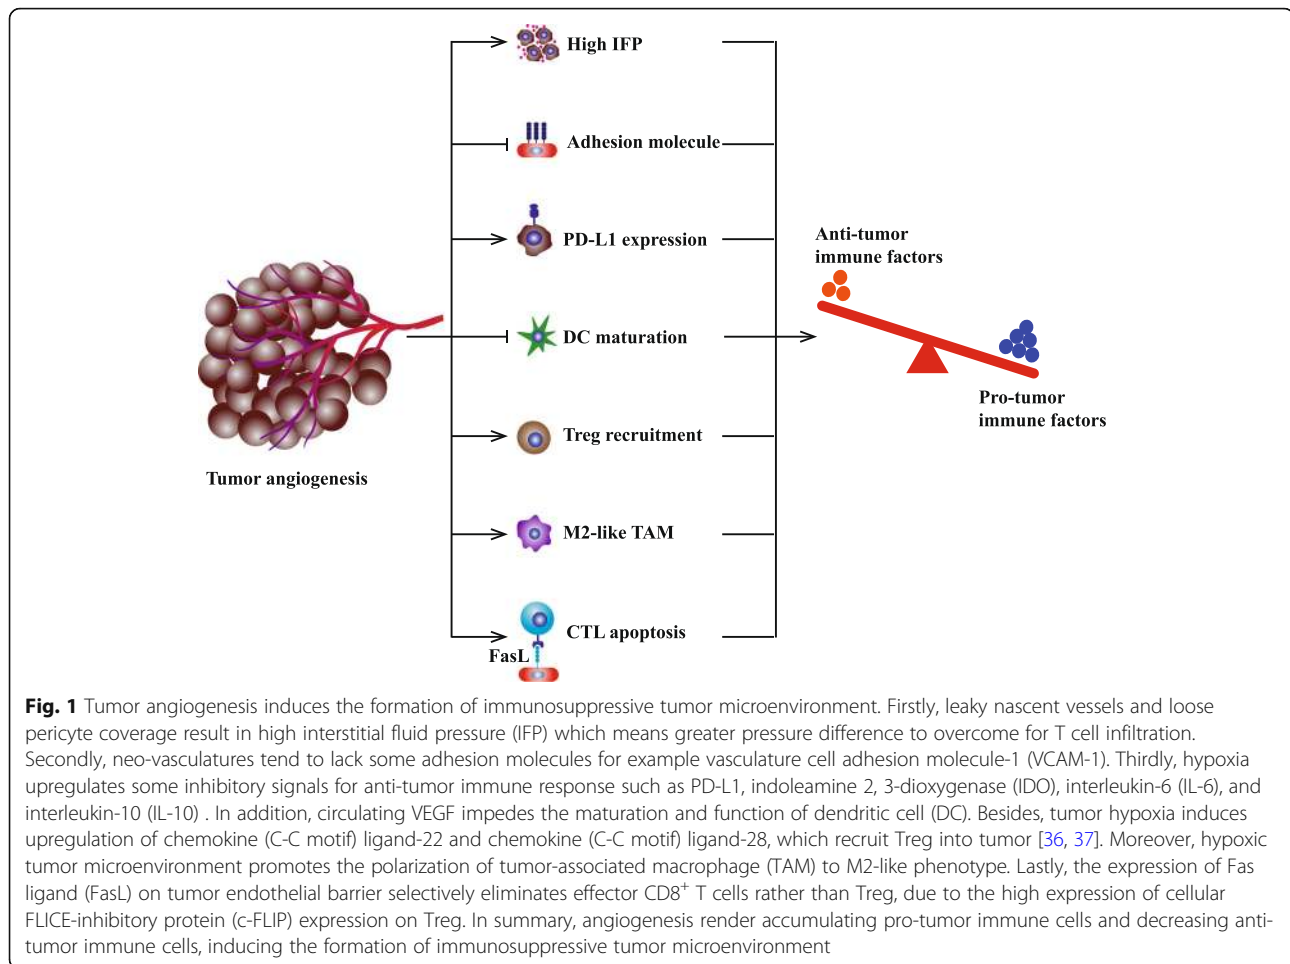 High IFP
Adhesion molecule
PD-L1 expression
Anti-tumor
immune factors
DC maturation
Pro-tumor
immune factors
Treg recruitment
Tumor angiogenesis
M2-like TAM
CTL apoptosis
FasL
Fig. 1 Tumor angiogenesis induces the formation of immunosuppressive tumor microenvironment. Firstly, leaky nascent vessels and loose
pericyte coverage result in high interstitial fluid pressure (IFP) which means greater pressure difference to overcome for T cell infiltration.
Secondly, neo-vasculatures tend to lack some adhesion molecules for example vasculature cell adhesion molecule-1 (VCAM-1). Thirdly, hypoxia
upregulates some inhibitory signals for anti-tumor immune response such as PD-L1, indoleamine 2, 3-dioxygenase (IDO), interleukin-6 (IL-6), and
interleukin-10 (IL-10) . In addition, circulating VEGF impedes the maturation and function of dendritic cell (DC). Besides, tumor hypoxia induces
upregulation of chemokine (C-C motif) ligand-22 and chemokine (C-C motif) ligand-28, which recruit Treg into tumor [36, 37]. Moreover, hypoxic
tumor microenvironment promotes the polarization of tumor-associated macrophage (TAM) to M2-like phenotype. Lastly, the expression of Fas
ligand (FasL) on tumor endothelial barrier selectively eliminates effector CD8⁺ T cells rather than Treg, due to the high expression of cellular
FLICE-inhibitory protein (c-FLIP) expression on Treg. In summary, angiogenesis render accumulating pro-tumor immune cells and decreasing anti-
tumor immune cells, inducing the formation of immunosuppressive tumor microenvironment